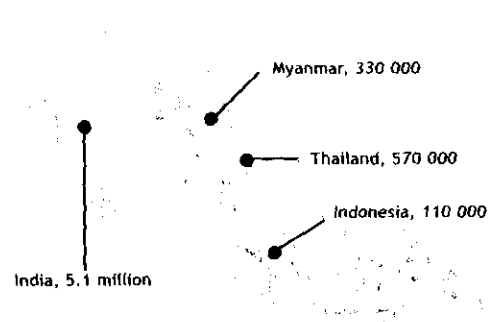 Myanmar, 330 000
Thailand, 570 000
Indonesia, 110 000
India, 5.1 million